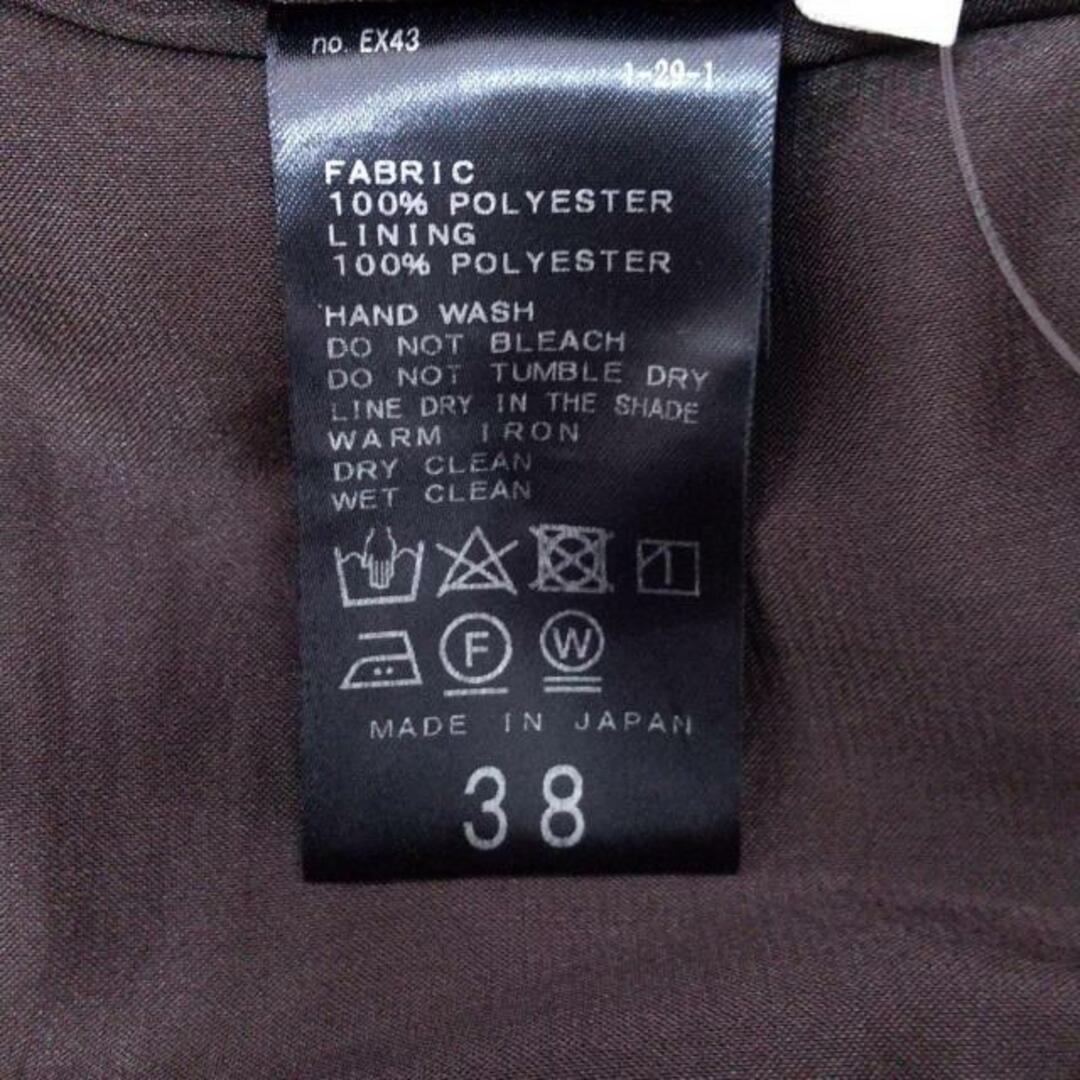 no. EX43
1-29-1
FABRIC
100% POLYESTER
LINING
100% POLYESTER
HAND WASH
DO NOT BLEACH
DO NOT TUMBLE DRY
LINE DRY IN THE SHADE
WARM IRON
DRY CLEAN
WET CLEAN
F W
MADE IN JAPAN
38